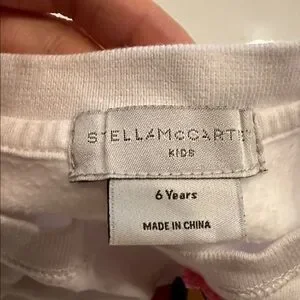 STELLAMcCART
KIDS
6 Years
MADE IN CHINA